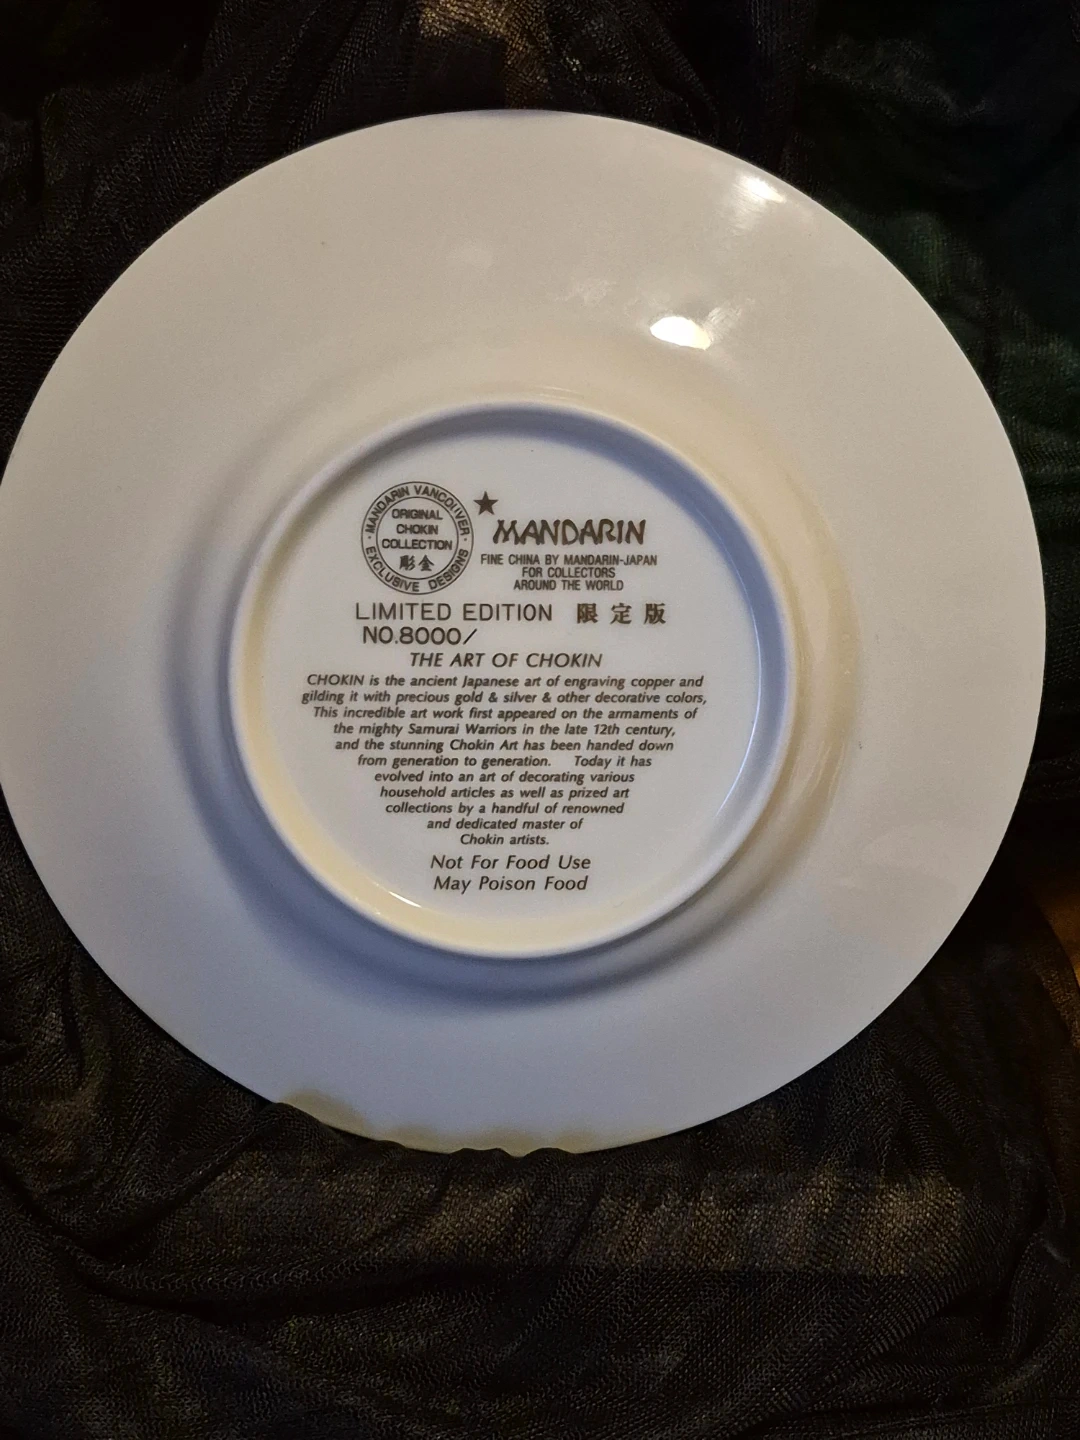 MANDARIN VANCOUVER
ORIGINAL
CHOKIN
COLLECTION
彫金
EXCLUSIVE DESIGNS
★
MANDARIN
FINE CHINA BY MANDARIN-JAPAN
FOR COLLECTORS
AROUND THE WORLD
LIMITED EDITION 限定版
NO.8000/
THE ART OF CHOKIN
CHOKIN is the ancient Japanese art of engraving copper and
gilding it with precious gold & silver & other decorative colors,
This incredible art work first appeared on the armaments of
the mighty Samurai Warriors in the late 12th century,
and the stunning Chokin Art has been handed down
from generation to generation. Today it has
evolved into an art of decorating various
household articles as well as prized art
collections by a handful of renowned
and dedicated master of
Chokin artists.
Not For Food Use
May Poison Food